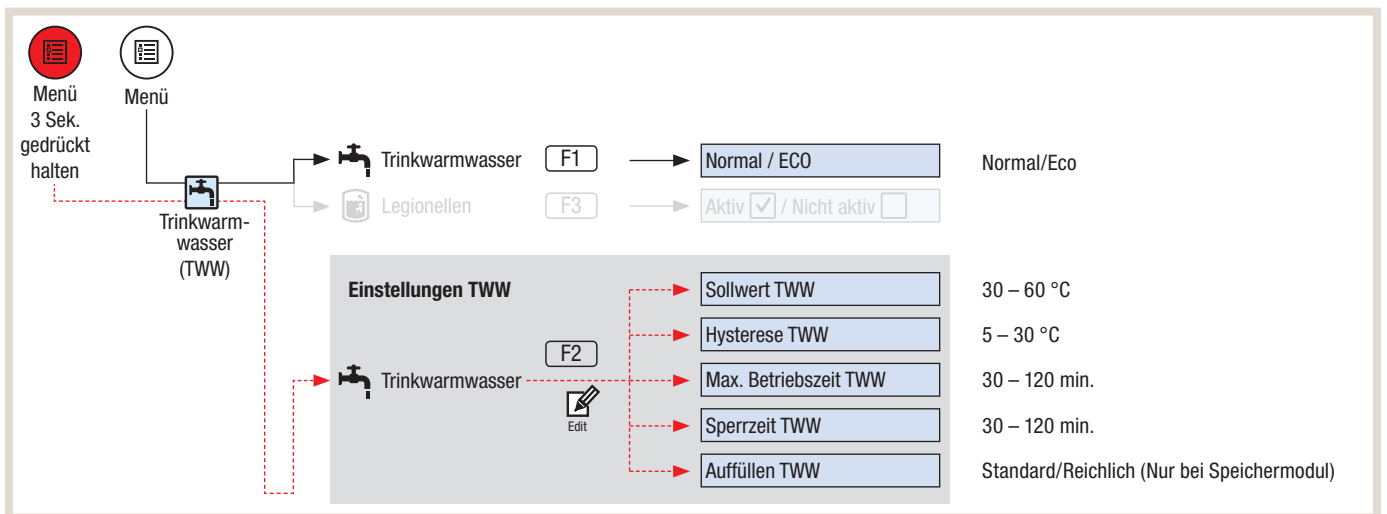 Menü
3 Sek.
gedrückt
halten
Menü
Trinkwarm-
wasser
(TWW)
Trinkwarmwasser F1 Normal / ECO Normal/Eco
Legionellen F3 Aktiv / Nicht aktiv
Einstellungen TWW
Trinkwarmwasser
F2
Edit
Sollwert TWW 30 – 60 °C
Hysterese TWW 5 – 30 °C
Max. Betriebszeit TWW 30 – 120 min.
Sperrzeit TWW 30 – 120 min.
Auffüllen TWW Standard/Reichlich (Nur bei Speichermodul)